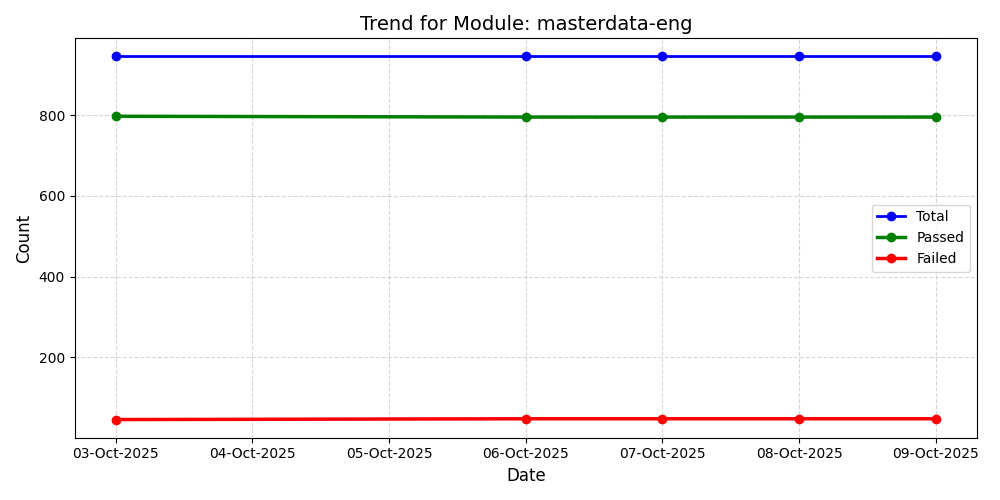 Trend for Module: masterdata-eng
Count
800
600
400
200
Total
Passed
Failed
03-Oct-2025 04-Oct-2025 05-Oct-2025 06-Oct-2025 07-Oct-2025 08-Oct-2025 09-Oct-2025
Date